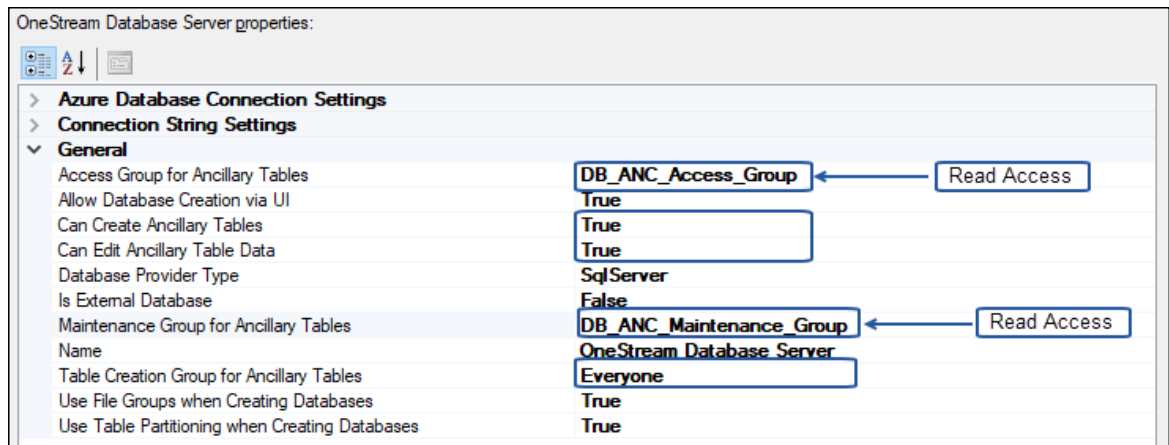 OneStream Database Server properties:
Azure Database Connection Settings
Connection String Settings
General
Access Group for Ancillary Tables DB_ANC_Access_Group Read Access
Allow Database Creation via UI True
Can Create Ancillary Tables True
Can Edit Ancillary Table Data True
Database Provider Type SqlServer
Is External Database False
Maintenance Group for Ancillary Tables DB_ANC_Maintenance_Group Read Access
Name OneStream Database Server
Table Creation Group for Ancillary Tables Everyone
Use File Groups when Creating Databases True
Use Table Partitioning when Creating Databases True